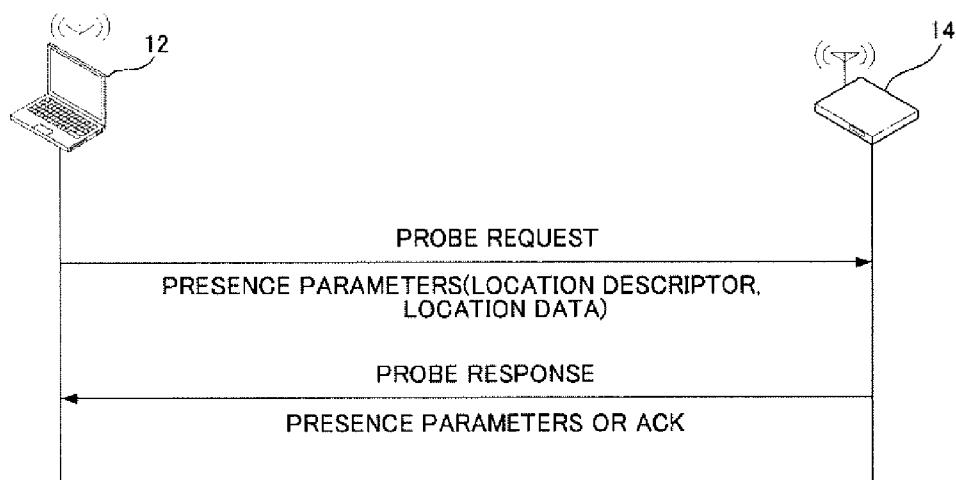 12
14
PROBE REQUEST
PRESENCE PARAMETERS(LOCATION DESCRIPTOR,
LOCATION DATA)
PROBE RESPONSE
PRESENCE PARAMETERS OR ACK